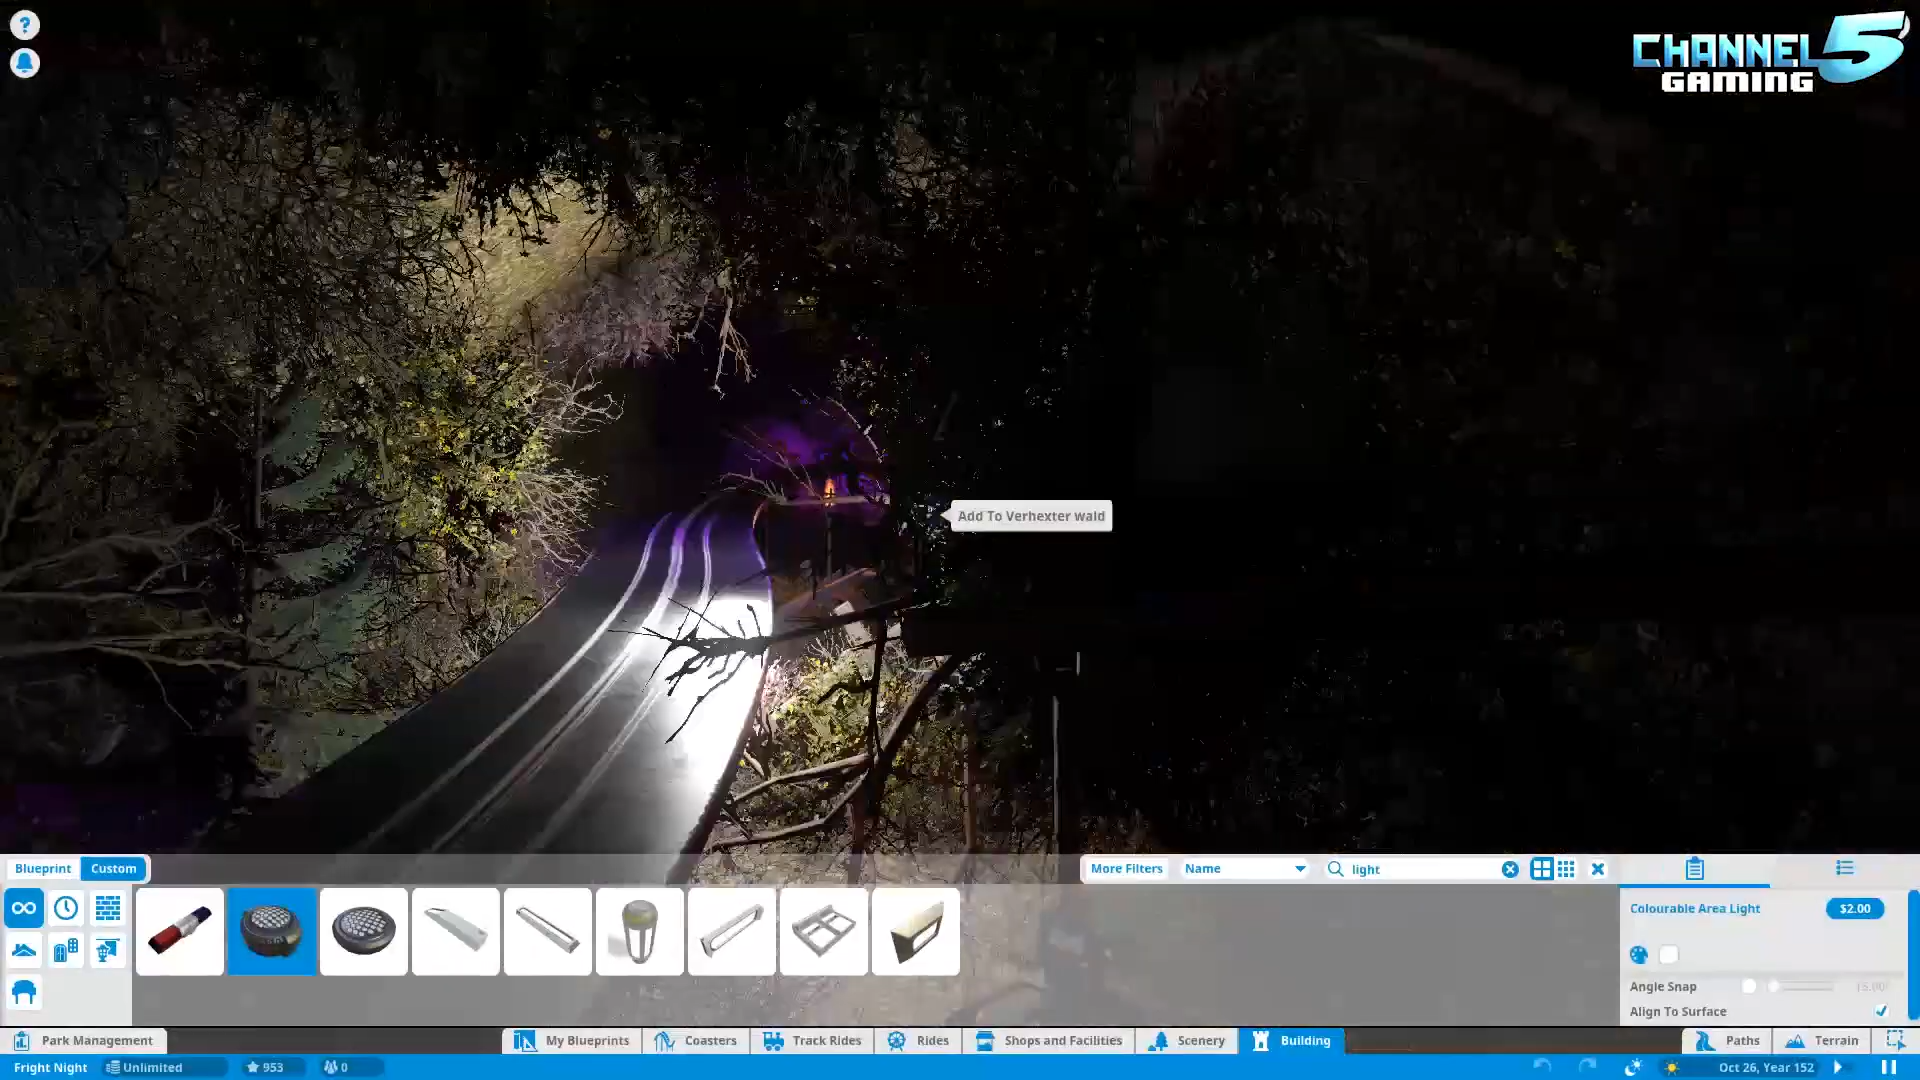 ?
CHANNEL 5
GAMING
Add To Verhexter wald
Blueprint
Custom
More Filters
Name
light
Colourable Area Light
$2.00
Angle Snap
15.00°
Align To Surface
Park Management
My Blueprints
Coasters
Track Rides
Rides
Shops and Facilities
Scenery
Building
Paths
Terrain
Fright Night
Unlimited
953
0
Oct 26, Year 152